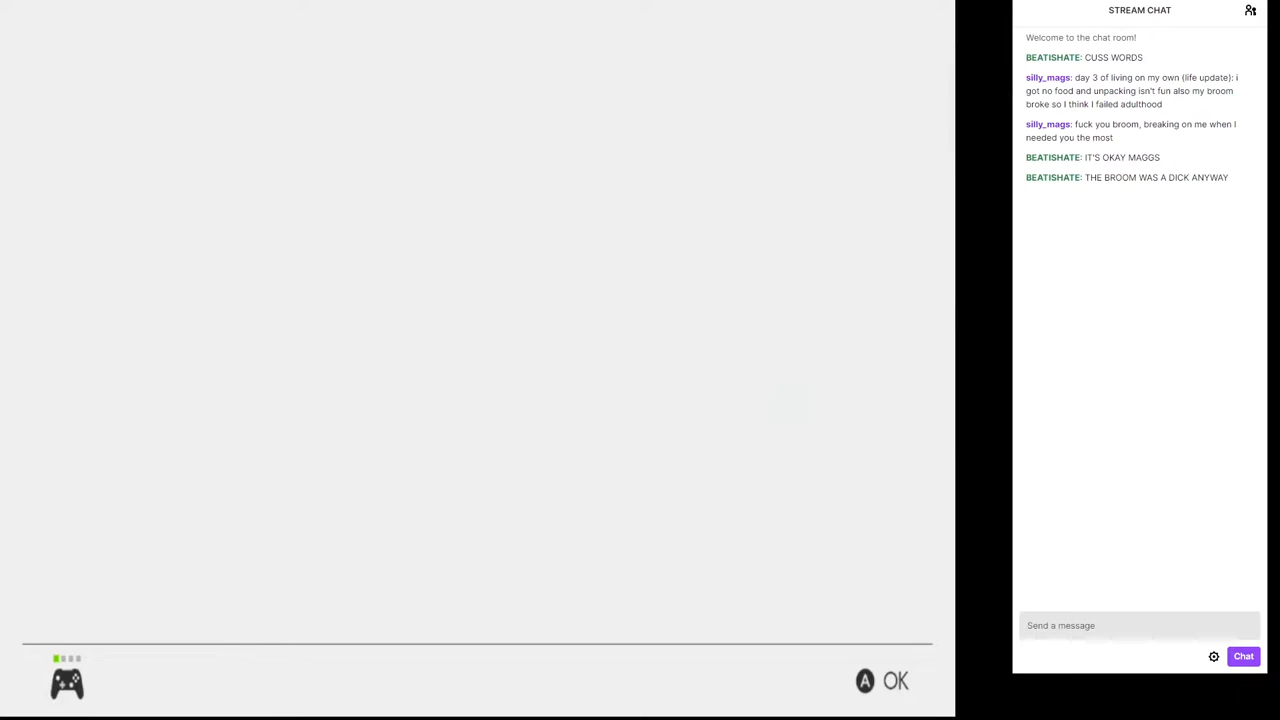 STREAM CHAT
Welcome to the chat room!
BEATISHATE: CUSS WORDS
silly_mags: day 3 of living on my own (life update): i
got no food and unpacking isn't fun also my broom
broke so I think I failed adulthood
silly_mags: fuck you broom, breaking on me when I
needed you the most
BEATISHATE: IT'S OKAY MAGGS
BEATISHATE: THE BROOM WAS A DICK ANYWAY
Send a message
Chat
A OK